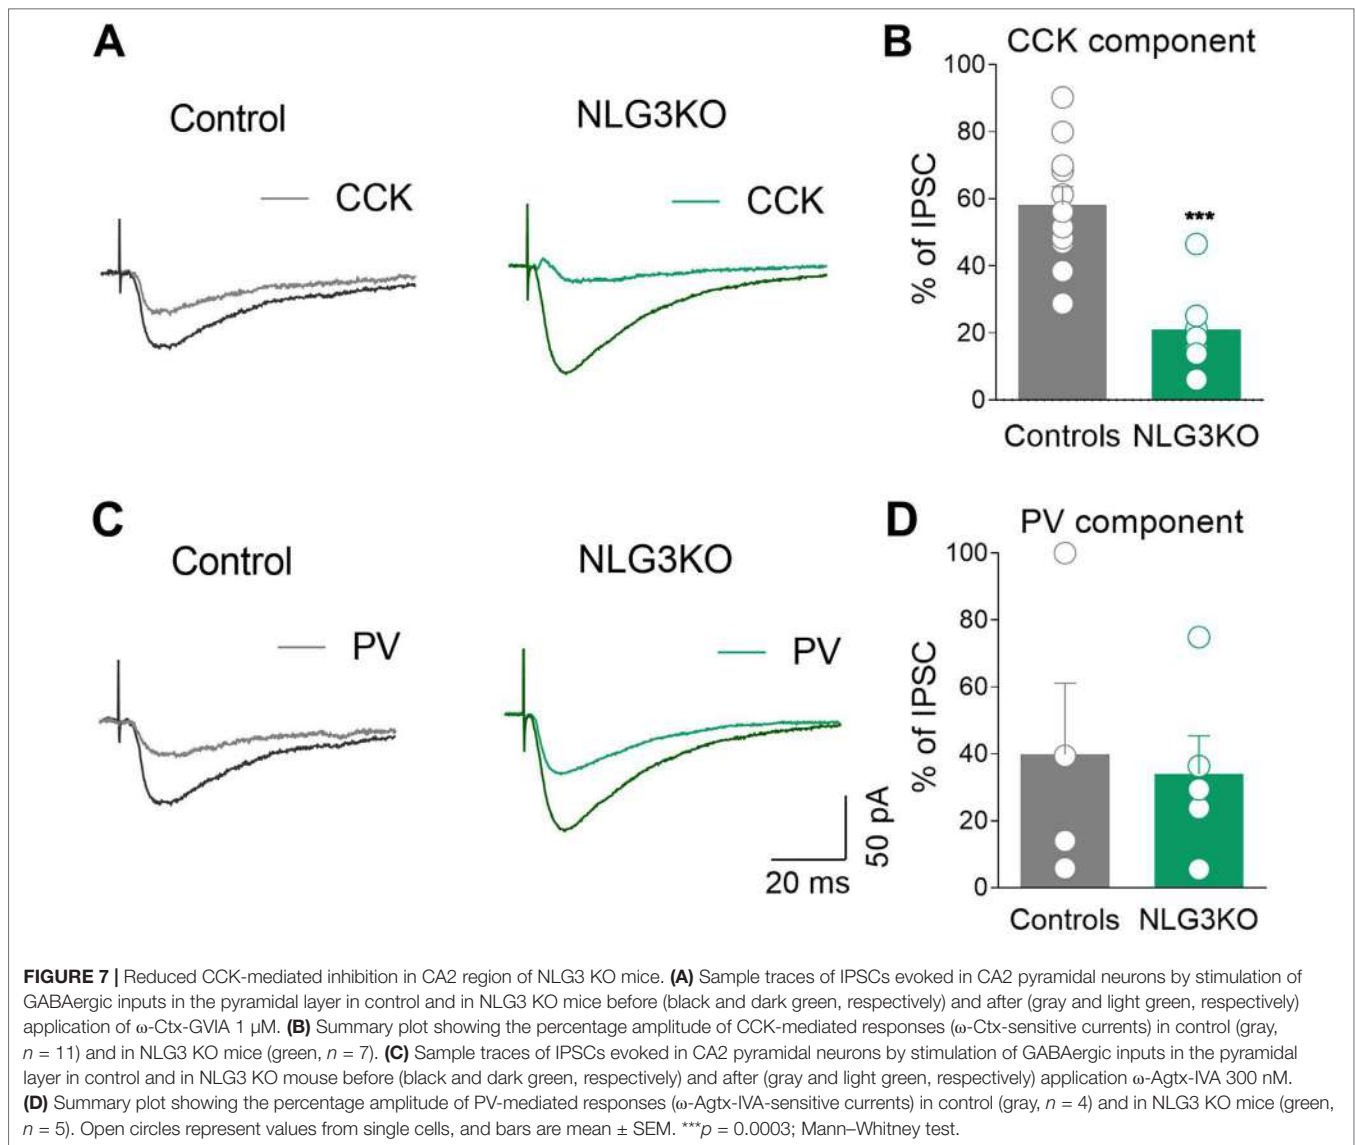 A
Control
NLG3KO
CCK
CCK
B
CCK component
% of IPSC
100
80
60
40
20
0
***
Controls NLG3KO
C
Control
NLG3KO
PV
PV
50 pA
20 ms
D
PV component
% of IPSC
100
80
60
40
20
0
Controls NLG3KO
FIGURE 7 | Reduced CCK-mediated inhibition in CA2 region of NLG3 KO mice. (A) Sample traces of IPSCs evoked in CA2 pyramidal neurons by stimulation of
GABAergic inputs in the pyramidal layer in control and in NLG3 KO mice before (black and dark green, respectively) and after (gray and light green, respectively)
application of ω-Ctx-GVIA 1 μM. (B) Summary plot showing the percentage amplitude of CCK-mediated responses (ω-Ctx-sensitive currents) in control (gray,
n = 11) and in NLG3 KO mice (green, n = 7). (C) Sample traces of IPSCs evoked in CA2 pyramidal neurons by stimulation of GABAergic inputs in the pyramidal
layer in control and in NLG3 KO mouse before (black and dark green, respectively) and after (gray and light green, respectively) application ω-Agtx-IVA 300 nM.
(D) Summary plot showing the percentage amplitude of PV-mediated responses (ω-Agtx-IVA-sensitive currents) in control (gray, n = 4) and in NLG3 KO mice (green,
n = 5). Open circles represent values from single cells, and bars are mean ± SEM. ***p = 0.0003; Mann–Whitney test.